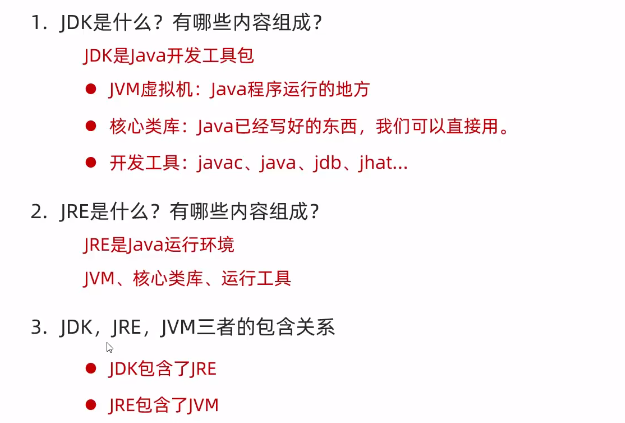 1. JDK是什么？有哪些内容组成？
JDK是Java开发工具包
● JVM虚拟机：Java程序运行的地方
● 核心类库：Java已经写好的东西，我们可以直接用。
● 开发工具：javac、java、jdb、jhat...
2. JRE是什么？有哪些内容组成？
JRE是Java运行环境
JVM、核心类库、运行工具
3. JDK，JRE，JVM三者的包含关系
● JDK包含了JRE
● JRE包含了JVM